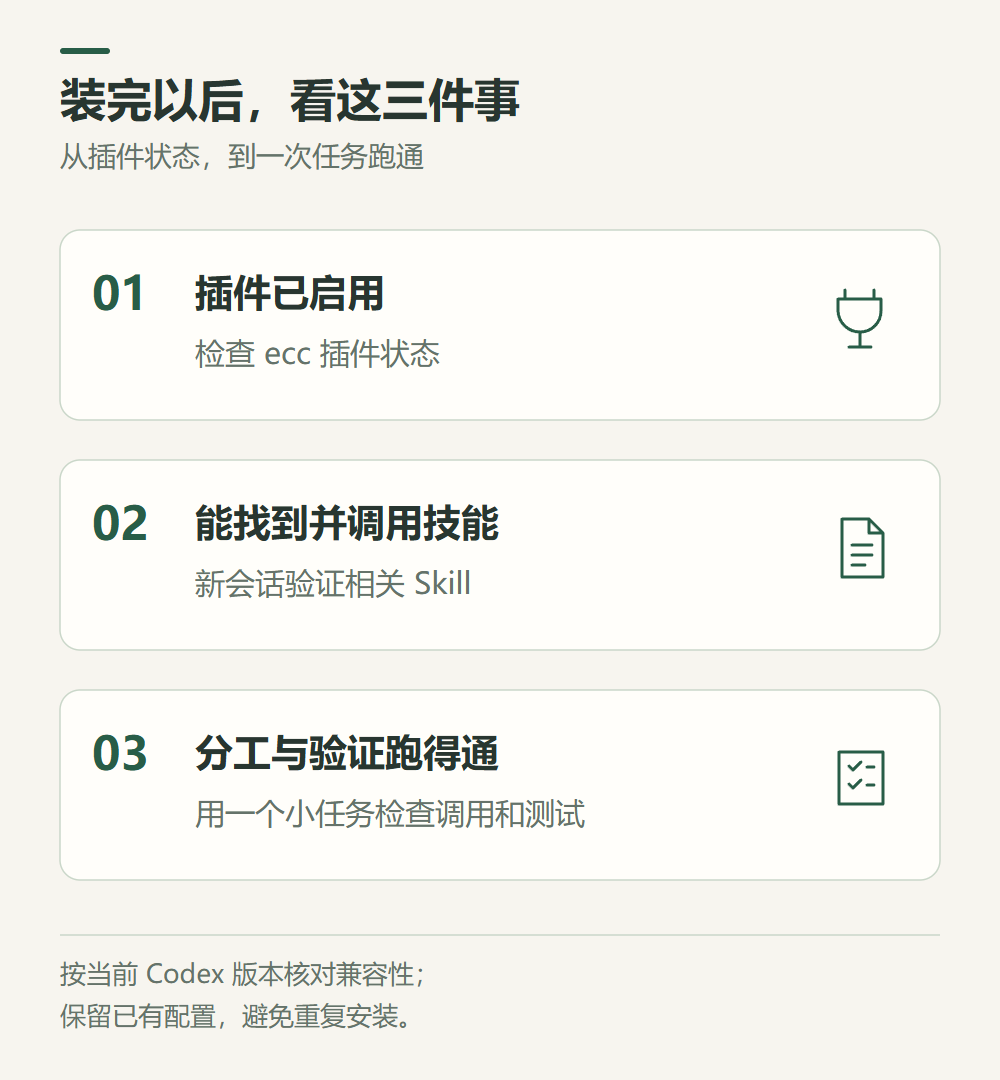 装完以后，看这三件事
从插件状态，到一次任务跑通
01
插件已启用
检查 ecc 插件状态
02
能找到并调用技能
新会话验证相关 Skill
03
分工与验证跑得通
用一个小任务检查调用和测试
按当前 Codex 版本核对兼容性；
保留已有配置，避免重复安装。